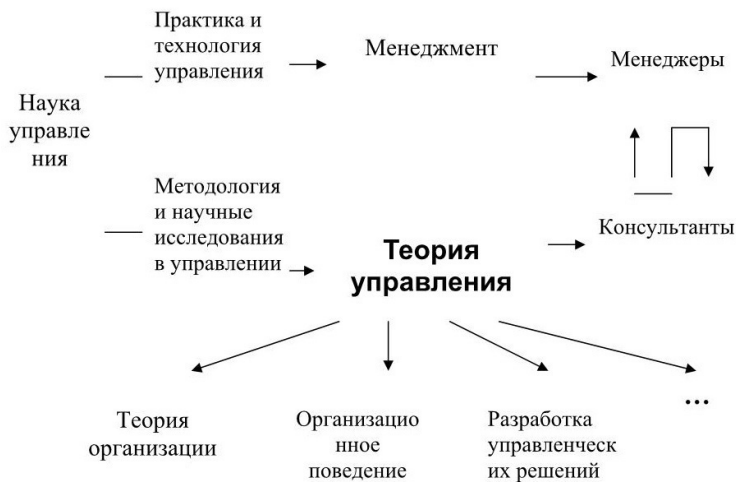 Практика и
технология
управления
Менеджмент
Менеджеры
Наука
управле
ния
Методология
и научные
исследования
в управлении
Теория
управления
Консультанты
Теория
организации
Организацио
нное
поведение
Разработка
управленческ
их решений
...